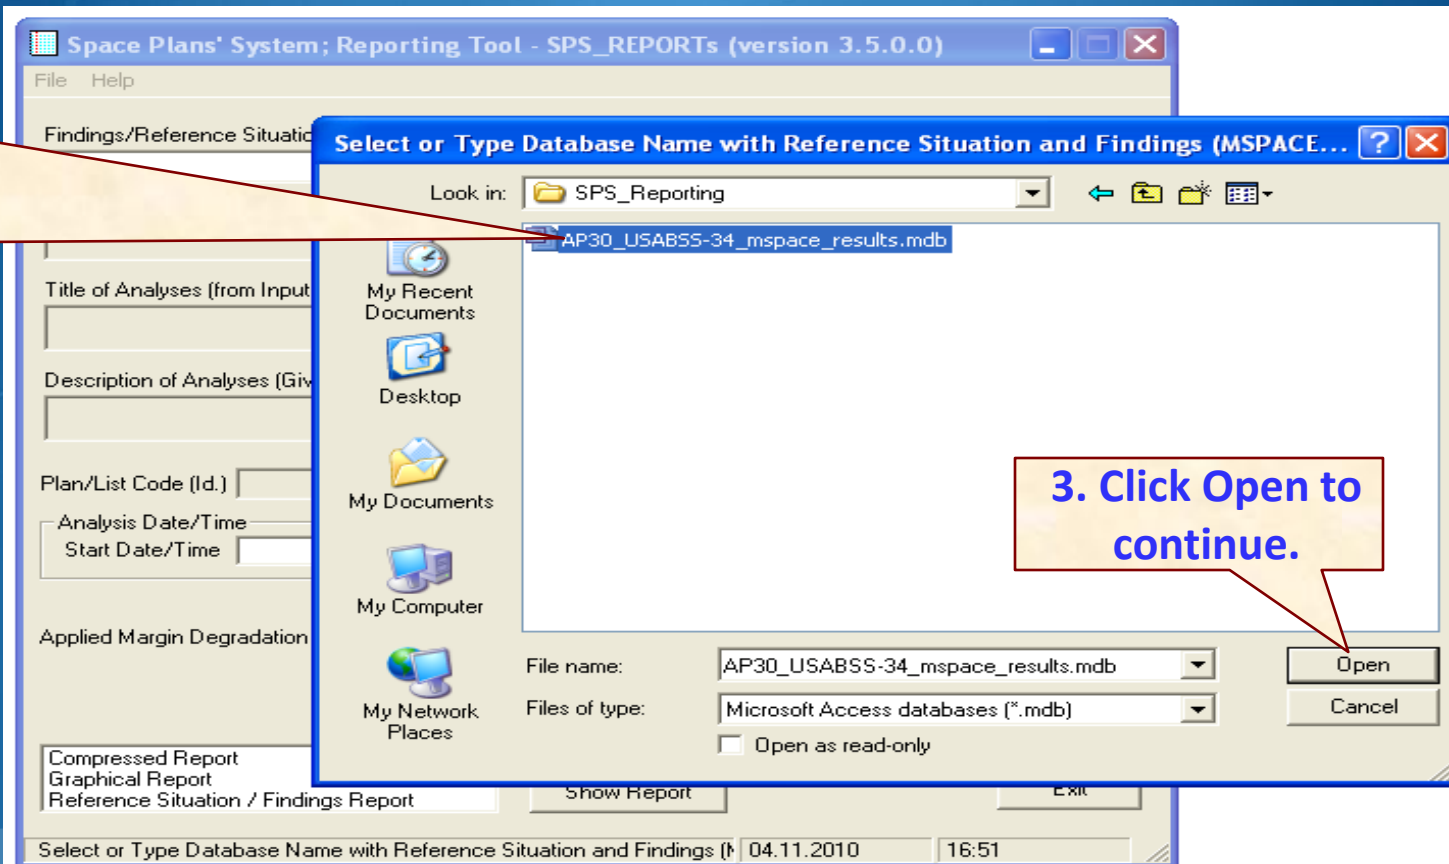 Space Plans' System; Reporting Tool - SPS_REPORTs (version 3.5.0.0)
File Help
Findings/Reference Situatio
Select or Type Database Name with Reference Situation and Findings (MSPACE...
Look in: SPS_Reporting
AP30_USABSS-34_mspace_results.mdb
Title of Analyses (from Input
My Recent
Documents
Description of Analyses (Giv
Desktop
Plan/List Code (Id.)
My Documents
3. Click Open to
continue.
Analysis Date/Time
Start Date/Time
My Computer
Applied Margin Degradation
File name: AP30_USABSS-34_mspace_results.mdb Open
My Network
Places
Files of type: Microsoft Access databases (*.mdb) Cancel
Open as read-only
Compressed Report
Graphical Report
Reference Situation / Findings Report
Show Report Exit
Select or Type Database Name with Reference Situation and Findings ( 04.11.2010 16:51